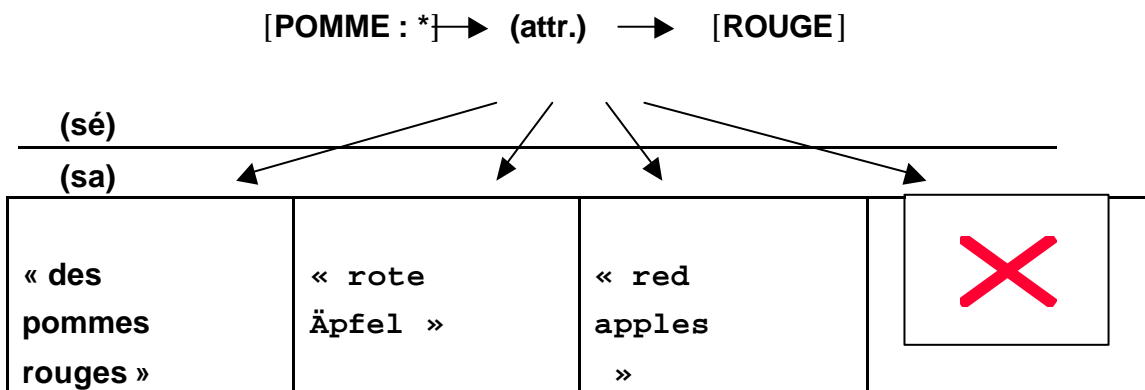 [POMME : *] (attr.) [ROUGE]
(sé)
(sa)
« des
pommes
rouges »
« rote
Äpfel »
« red
apples
»